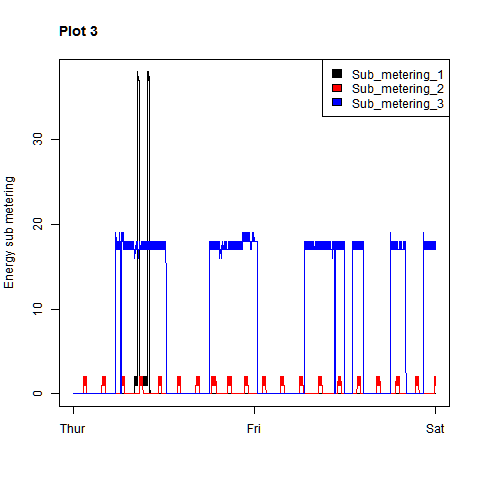 Plot 3
Sub_metering_1
Sub_metering_2
Sub_metering_3
Energy sub metering
30
20
10
0
Thur Fri Sat